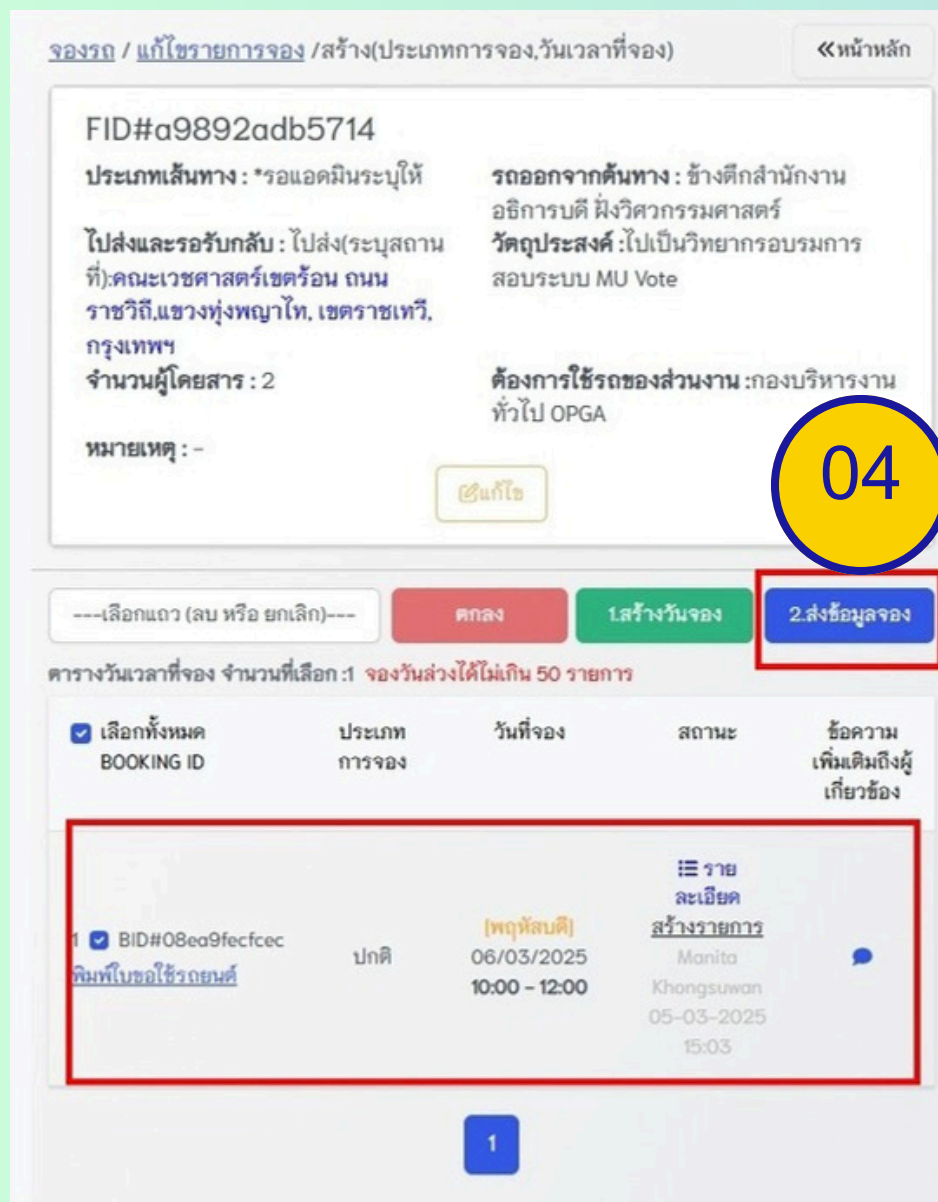 จองรถ / แก้ไขรายการจอง /สร้าง(ประเภทการจอง,วันเวลาที่จอง)
«หน้าหลัก
FID#a9892adb5714
ประเภทเส้นทาง : *รอแอดมินระบุให้
รถออกจากต้นทาง : ข้างตึกสำนักงาน
อธิการบดี ฝั่งวิศวกรรมศาสตร์
ไปส่งและรอรับกลับ : ไปส่ง(ระบุสถาน
ที่):คณะเวชศาสตร์เขตร้อน ถนน
ราชวิถี,แขวงทุ่งพญาไท, เขตราชเทวี,
กรุงเทพฯ
วัตถุประสงค์ :ไปเป็นวิทยากรอบรมการ
สอบระบบ MU Vote
จำนวนผู้โดยสาร : 2
ต้องการใช้รถของส่วนงาน :กองบริหารงาน
ทั่วไป OPGA
หมายเหตุ : -
แก้ไข
04
---เลือกแถว (ลบ หรือ ยกเลิก)---
ตกลง
1.สร้างวันจอง
2.ส่งข้อมูลจอง
ตารางวันเวลาที่จอง จำนวนที่เลือก :1 จองวันล่วงได้ไม่เกิน 50 รายการ
เลือกทั้งหมด
BOOKING ID
ประเภท
การจอง
วันที่จอง
สถานะ
ข้อความ
เพิ่มเติมถึงผู้
เกี่ยวข้อง
1 BID#08ea9fecfcec
พิมพ์ใบขอใช้รถยนต์
ปกติ
[พฤหัสบดี]
06/03/2025
10:00 - 12:00
ราย
ละเอียด
สร้างรายการ
Manita
Khongsuwan
05-03-2025
15:03
1